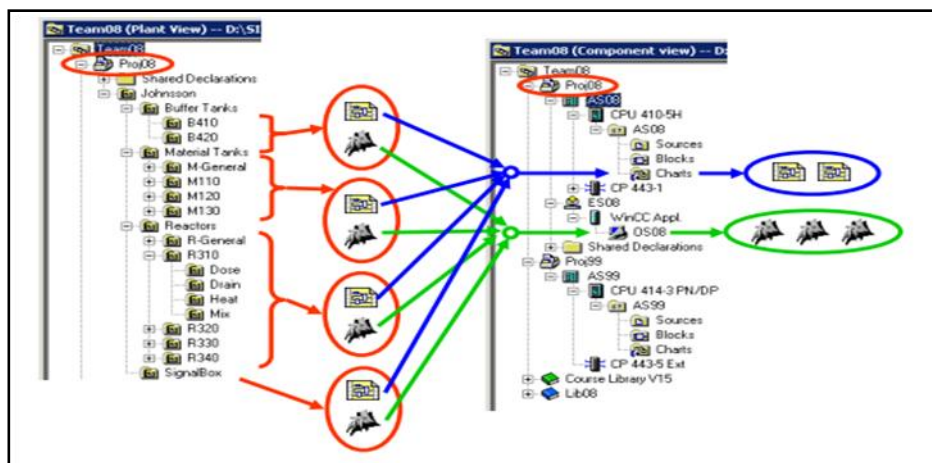 Team08 (Plant View) -- D:\SI
Team08
Proj08
Shared Declarations
Johnsson
Buffer Tanks
B410
B420
Material Tanks
M-General
M110
M120
M130
Reactors
R-General
R310
Dose
Drain
Heat
Mix
R320
R330
R340
SignalBox
Team08 (Component view) -- D:
Team08
Proj08
AS08
CPU 410-5H
AS08
Sources
Blocks
Charts
CP 443-1
ES08
WinCC Appl.
OS08
Shared Declarations
Proj99
AS99
CPU 414-3 PN/DP
AS99
Sources
Blocks
Charts
CP 443-5 Ext
Course Library V15
Lib08